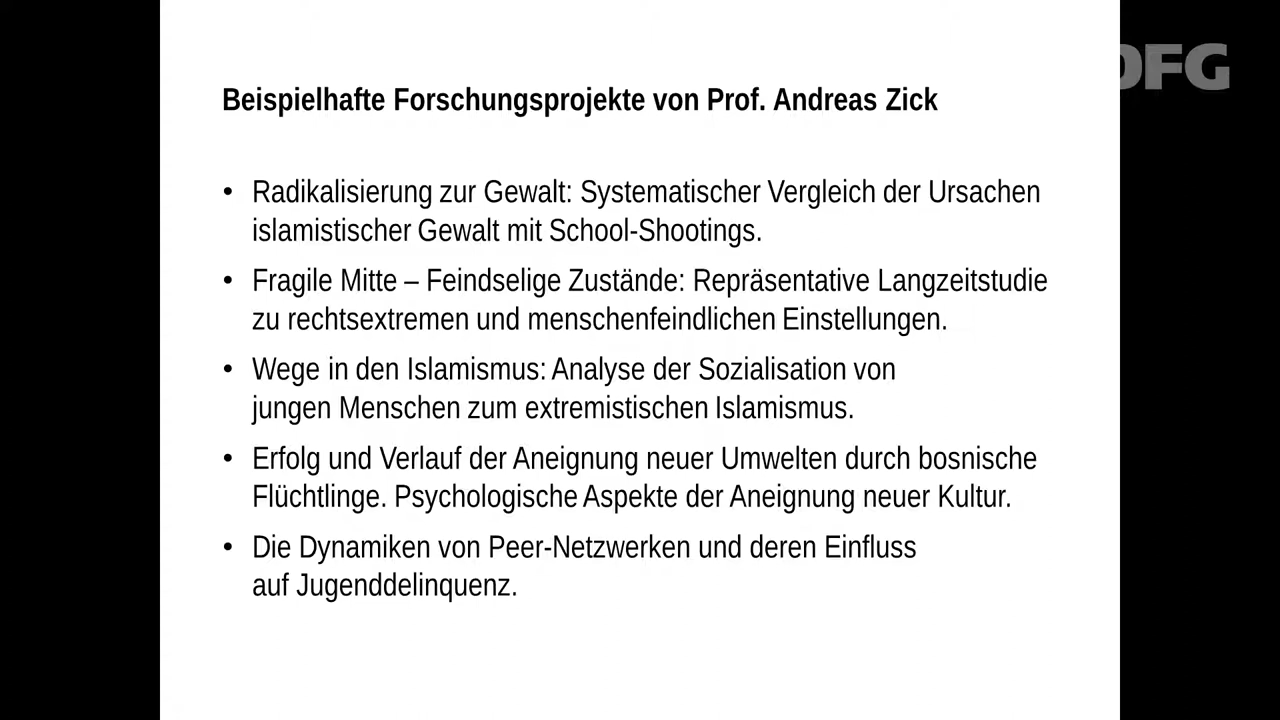 DFG
Beispielhafte Forschungsprojekte von Prof. Andreas Zick
• Radikalisierung zur Gewalt: Systematischer Vergleich der Ursachen
islamistischer Gewalt mit School-Shootings.
• Fragile Mitte – Feindselige Zustände: Repräsentative Langzeitstudie
zu rechtsextremen und menschenfeindlichen Einstellungen.
• Wege in den Islamismus: Analyse der Sozialisation von
jungen Menschen zum extremistischen Islamismus.
• Erfolg und Verlauf der Aneignung neuer Umwelten durch bosnische
Flüchtlinge. Psychologische Aspekte der Aneignung neuer Kultur.
• Die Dynamiken von Peer-Netzwerken und deren Einfluss
auf Jugenddelinquenz.